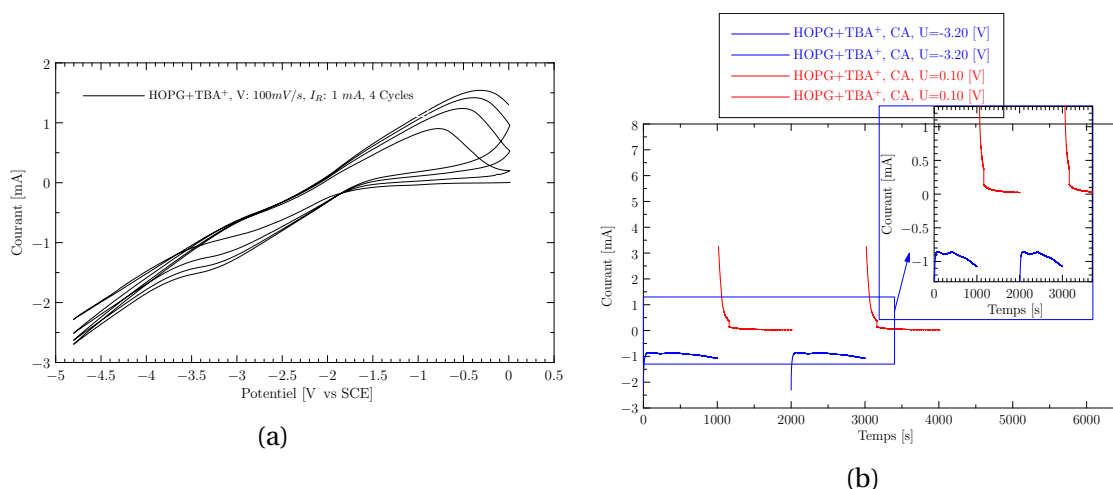 2
1
0
−1
−2
−3
Courant [mA]
HOPG+TBA+, V: 100mV/s, I_R: 1 mA, 4 Cycles
−5 −4.5 −4 −3.5 −3 −2.5 −2 −1.5 −1 −0.5 0 0.5
Potentiel [V vs SCE]
(a)
HOPG+TBA+, CA, U=-3.20 [V]
HOPG+TBA+, CA, U=-3.20 [V]
HOPG+TBA+, CA, U=0.10 [V]
HOPG+TBA+, CA, U=0.10 [V]
8
7
6
5
4
3
2
1
0
−1
−2
−3
Courant [mA]
0 1000 2000 3000 4000 5000 6000
Temps [s]
1
0.5
0
−0.5
−1
Courant [mA]
0 1000 2000 3000
Temps [s]
(b)